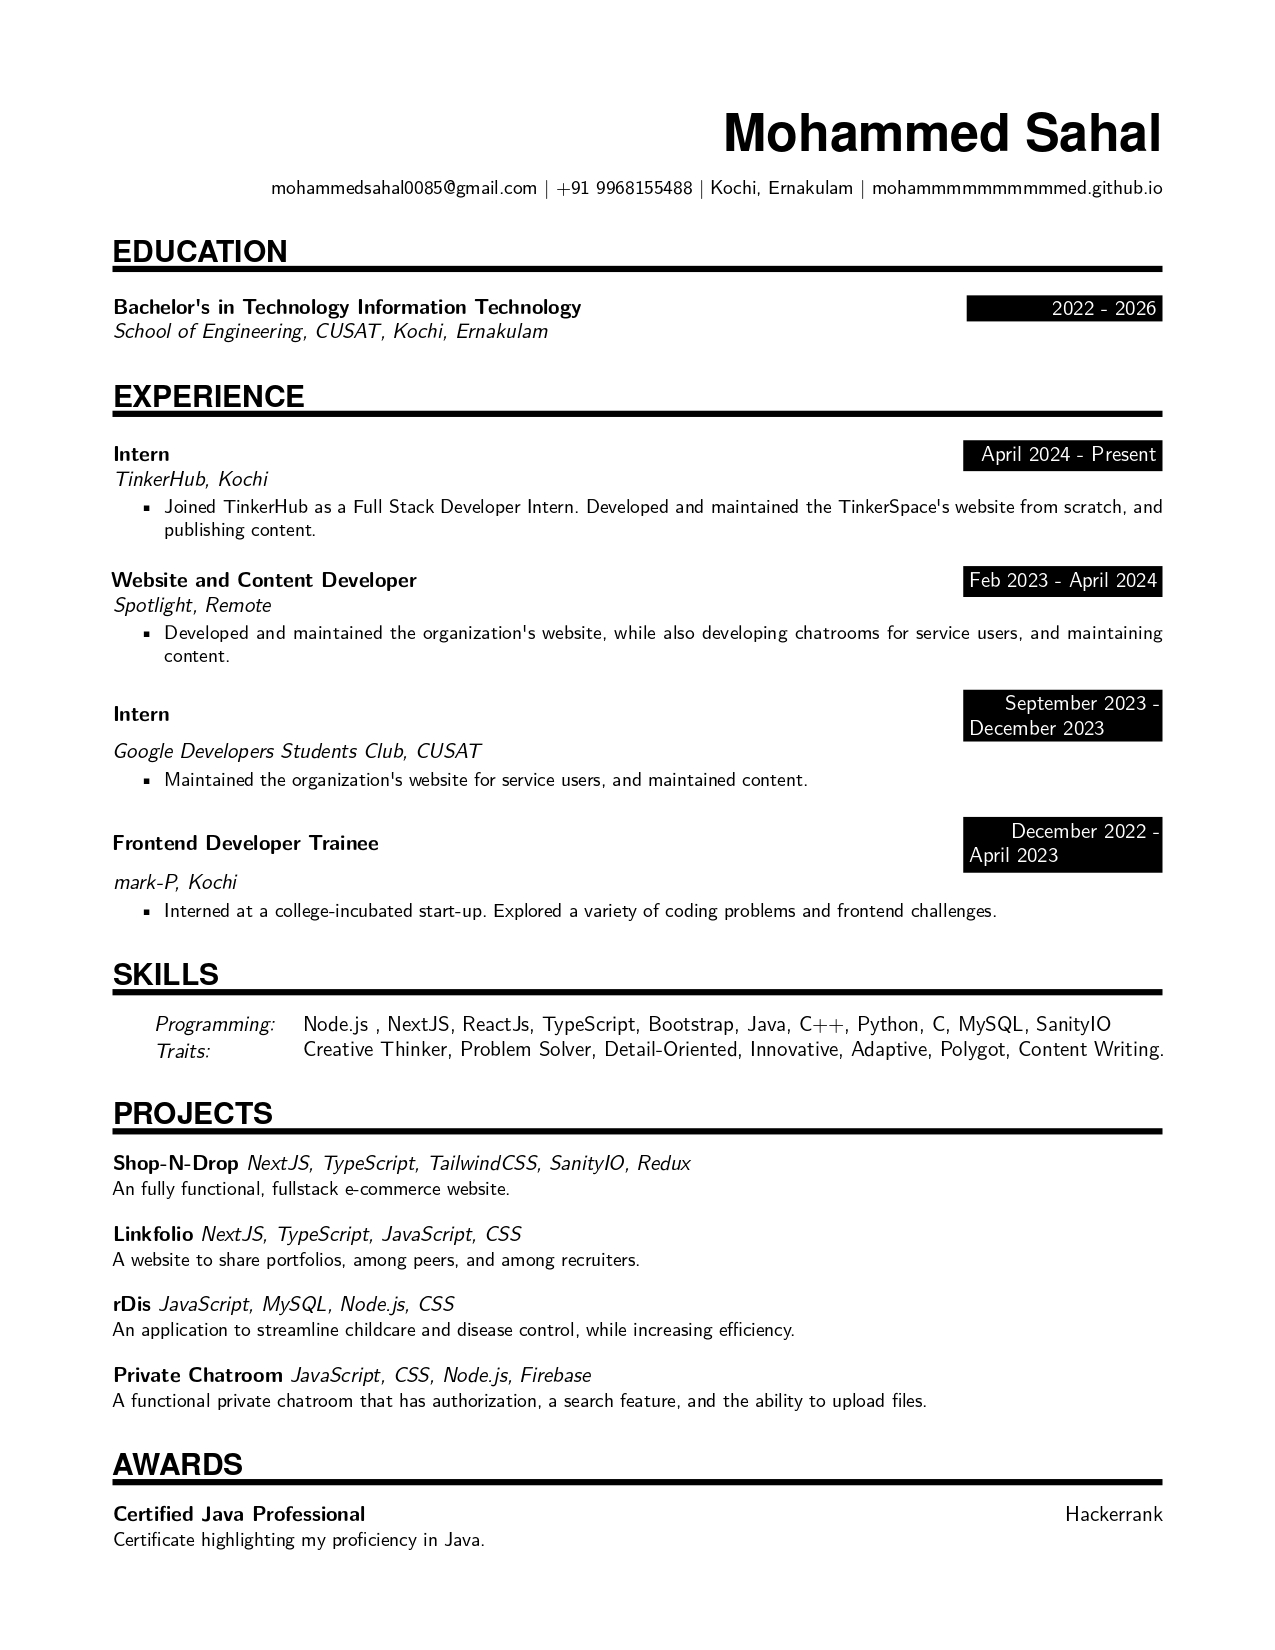 Mohammed Sahal
mohammedsahal0085@gmail.com | +91 9968155488 | Kochi, Ernakulam | mohammmmmmmmmmed.github.io
EDUCATION
Bachelor's in Technology Information Technology 2022 - 2026
School of Engineering, CUSAT, Kochi, Ernakulam
EXPERIENCE
Intern April 2024 - Present
TinkerHub, Kochi
▪ Joined TinkerHub as a Full Stack Developer Intern. Developed and maintained the TinkerSpace's website from scratch, and
publishing content.
Website and Content Developer Feb 2023 - April 2024
Spotlight, Remote
▪ Developed and maintained the organization's website, while also developing chatrooms for service users, and maintaining
content.
Intern September 2023 -
December 2023
Google Developers Students Club, CUSAT
▪ Maintained the organization's website for service users, and maintained content.
Frontend Developer Trainee December 2022 -
April 2023
mark-P, Kochi
▪ Interned at a college-incubated start-up. Explored a variety of coding problems and frontend challenges.
SKILLS
Programming: Node.js , NextJS, ReactJs, TypeScript, Bootstrap, Java, C++, Python, C, MySQL, SanityIO
Traits: Creative Thinker, Problem Solver, Detail-Oriented, Innovative, Adaptive, Polygot, Content Writing.
PROJECTS
Shop-N-Drop NextJS, TypeScript, TailwindCSS, SanityIO, Redux
An fully functional, fullstack e-commerce website.
Linkfolio NextJS, TypeScript, JavaScript, CSS
A website to share portfolios, among peers, and among recruiters.
rDis JavaScript, MySQL, Node.js, CSS
An application to streamline childcare and disease control, while increasing efficiency.
Private Chatroom JavaScript, CSS, Node.js, Firebase
A functional private chatroom that has authorization, a search feature, and the ability to upload files.
AWARDS
Certified Java Professional Hackerrank
Certificate highlighting my proficiency in Java.